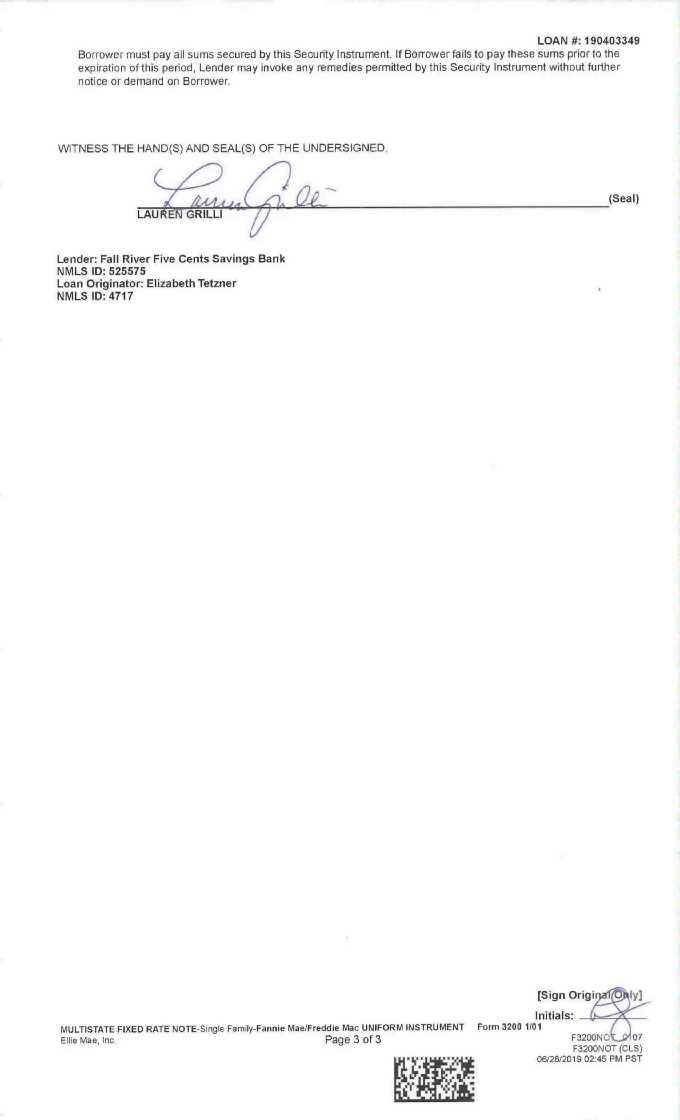 LOAN #: 190403349
Borrower must pay all sums secured by this Security Instrument. If Borrower fails to pay these sums prior to the
expiration of this period, Lender may invoke any remedies permitted by this Security Instrument without further
notice or demand on Borrower.
WITNESS THE HAND(S) AND SEAL(S) OF THE UNDERSIGNED.
Lauren Grilli
(Seal)
LAUREN GRILLI
Lender: Fall River Five Cents Savings Bank
NMLS ID: 525575
Loan Originator: Elizabeth Tetzner
NMLS ID: 4717
[Sign Original Only]
Initials:
MULTISTATE FIXED RATE NOTE-Single Family-Fannie Mae/Freddie Mac UNIFORM INSTRUMENT Form 3200 1/01
Ellie Mae, Inc. Page 3 of 3
F3200NOT 0107
F3200NOT (CLS)
06/28/2019 02:45 PM PST